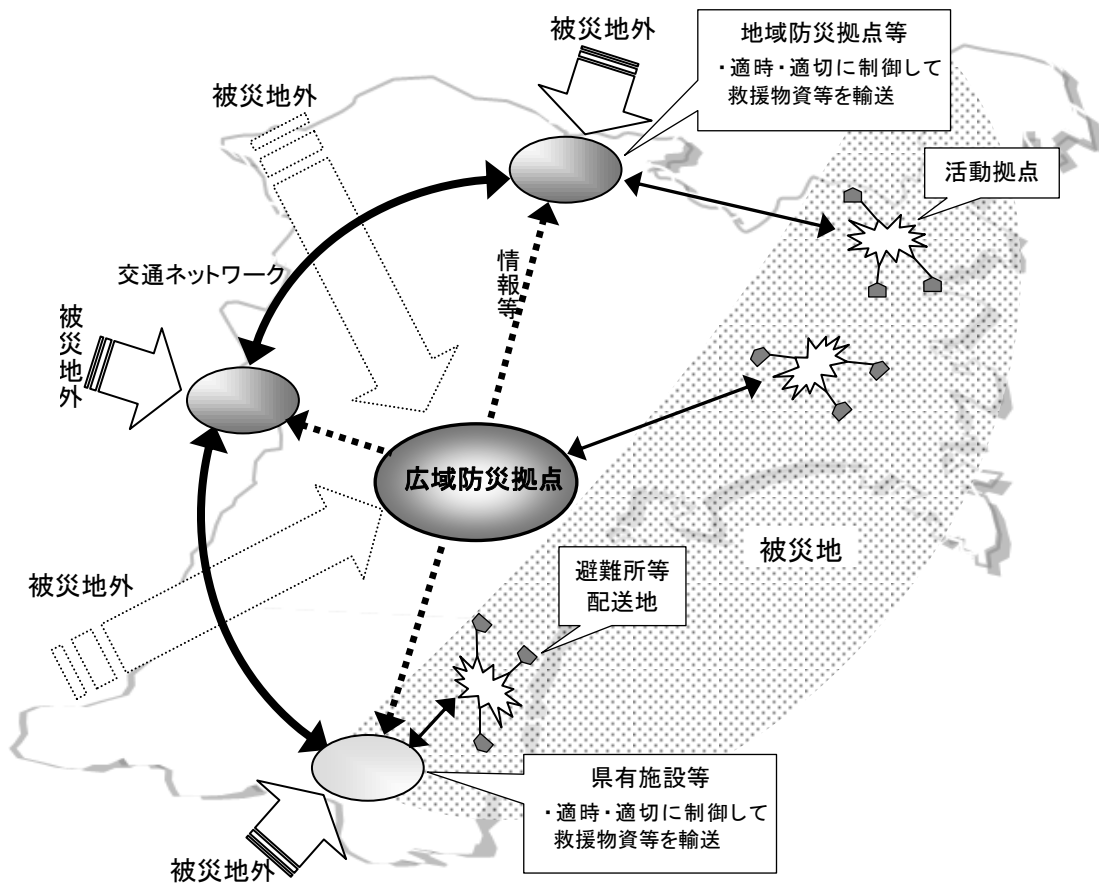 被災地外
地域防災拠点等
・適時・適切に制御して
救援物資等を輸送
被災地外
活動拠点
交通ネットワーク
情報等
被災地外
広域防災拠点
被災地
避難所等
配送地
被災地外
県有施設等
・適時・適切に制御して
救援物資等を輸送
被災地外